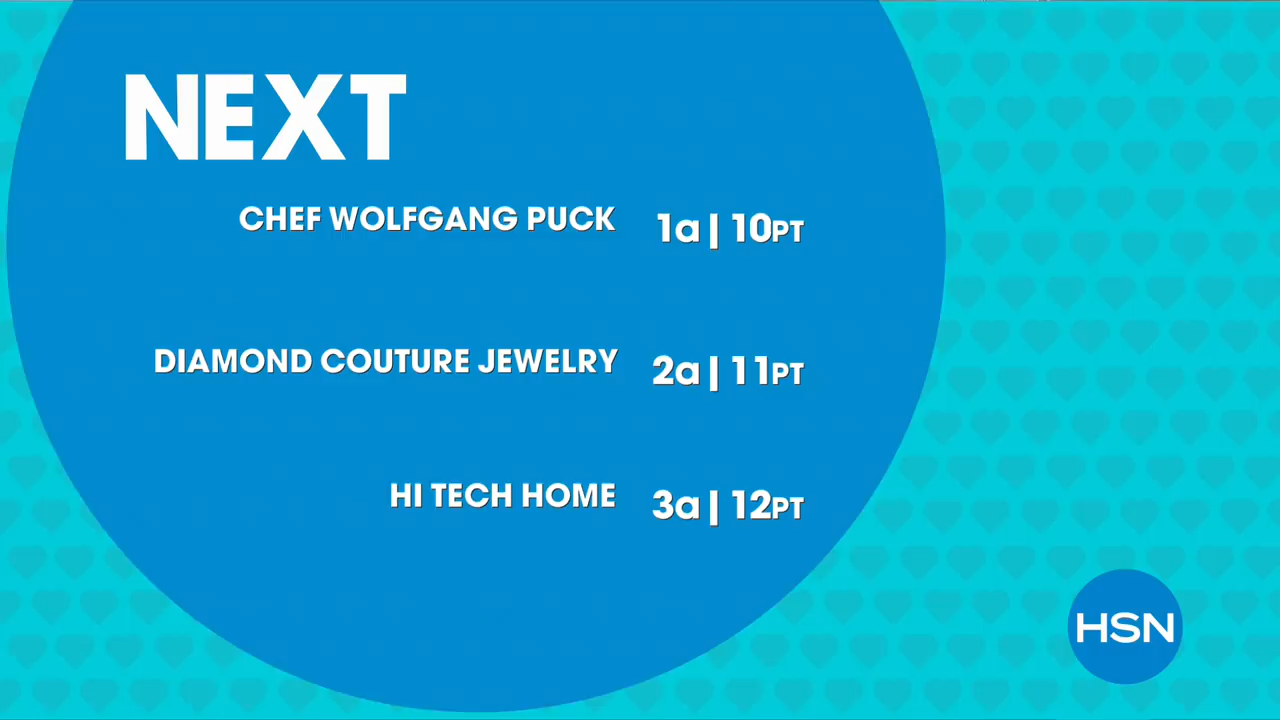 NEXT
CHEF WOLFGANG PUCK 1a | 10PT
DIAMOND COUTURE JEWELRY 2a | 11PT
HI TECH HOME 3a | 12PT
HSN